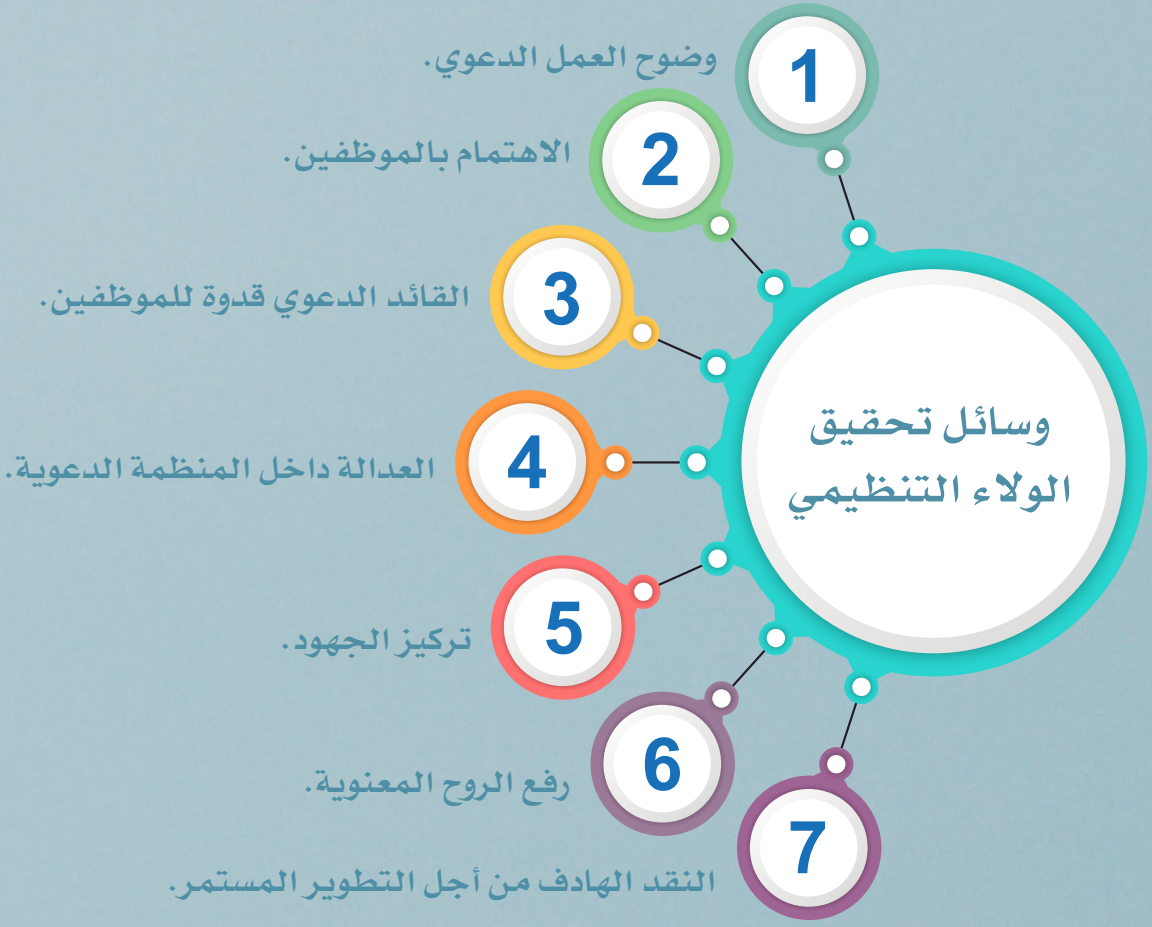 وسائل تحقيق
الولاء التنظيمي
1
وضوح العمل الدعوي.
2
الاهتمام بالموظفين.
3
القائد الدعوي قدوة للموظفين.
4
العدالة داخل المنظمة الدعوية.
5
تركيز الجهود.
6
رفع الروح المعنوية.
7
النقد الهادف من أجل التطوير المستمر.